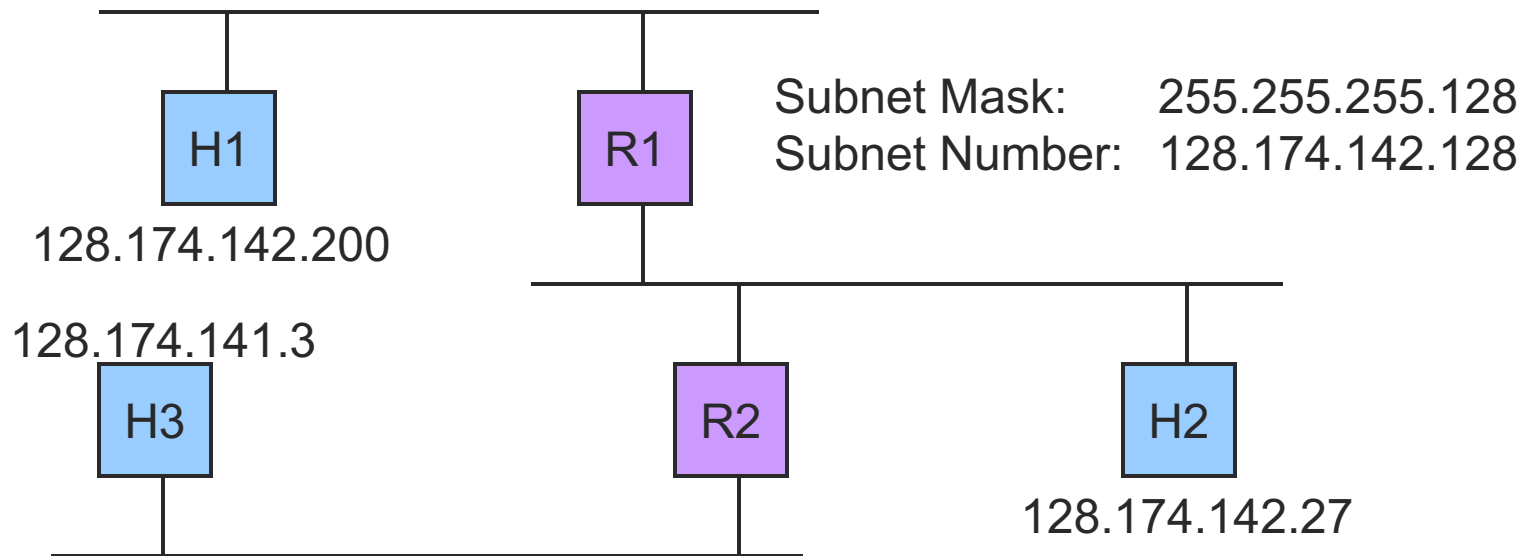 H1
R1
Subnet Mask: 255.255.255.128
Subnet Number: 128.174.142.128
128.174.142.200
128.174.141.3
H3
R2
H2
128.174.142.27